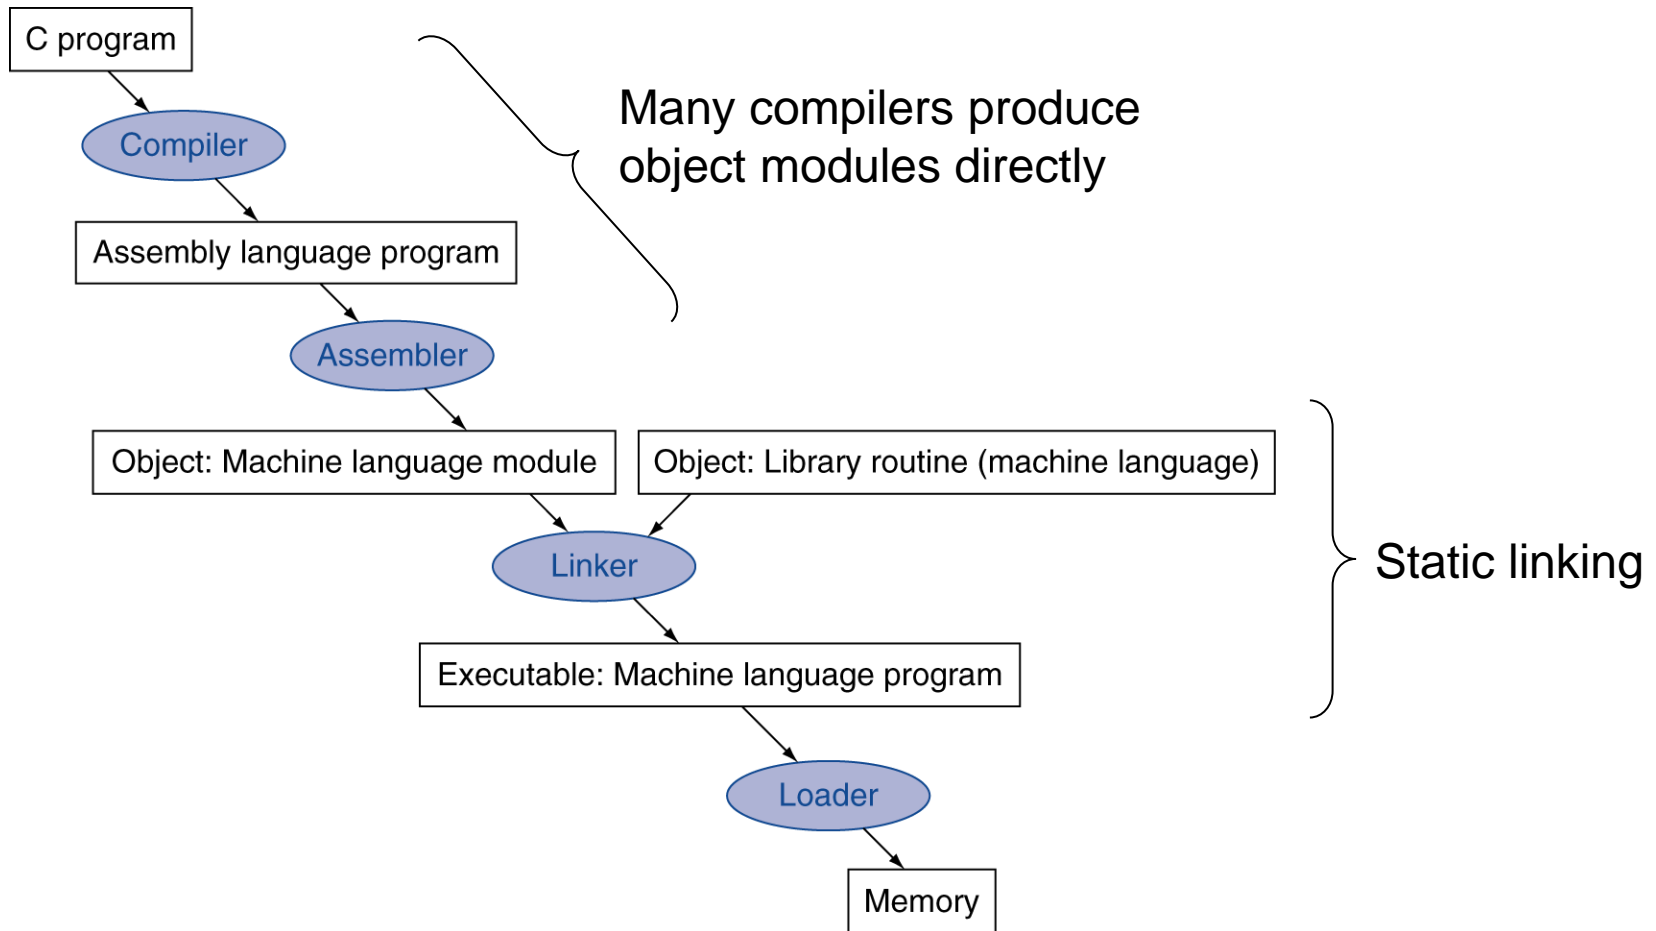 C program
Many compilers produce
object modules directly
Compiler
Assembly language program
Assembler
Object: Machine language module
Object: Library routine (machine language)
Linker
Static linking
Executable: Machine language program
Loader
Memory